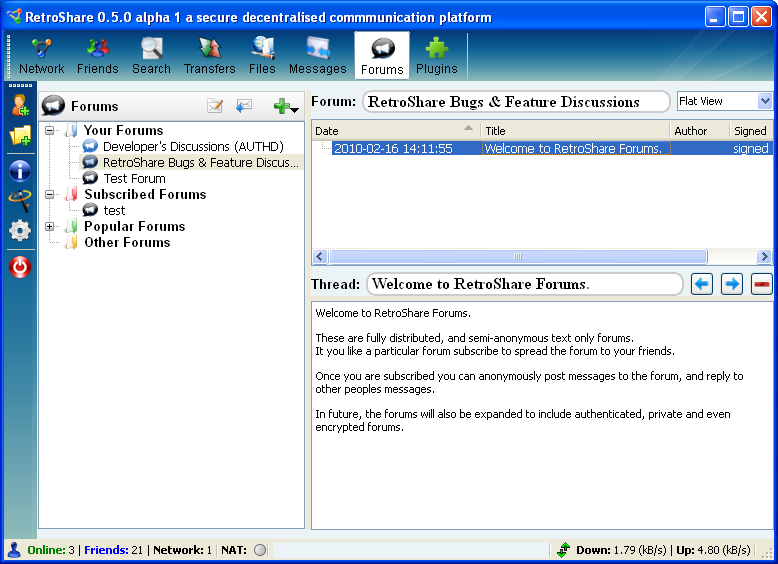 RetroShare 0.5.0 alpha 1 a secure decentralised commmunication platform
Network Friends Search Transfers Files Messages Forums Plugins
Forums
Your Forums
Developer's Discussions (AUTHD)
RetroShare Bugs & Feature Discus...
Test Forum
Subscribed Forums
test
Popular Forums
Other Forums
Forum: RetroShare Bugs & Feature Discussions Flat View
Date Title Author Signed
2010-02-16 14:11:55 Welcome to RetroShare Forums. signed
Thread: Welcome to RetroShare Forums.
Welcome to RetroShare Forums.
These are fully distributed, and semi-anonymous text only forums.
It you like a particular forum subscribe to spread the forum to your friends.
Once you are subscribed you can anonymously post messages to the forum, and reply to
other peoples messages.
In future, the forums will also be expanded to include authenticated, private and even
encrypted forums.
Online: 3 | Friends: 21 | Network: 1 NAT: Down: 1.79 (kB/s) | Up: 4.80 (kB/s)